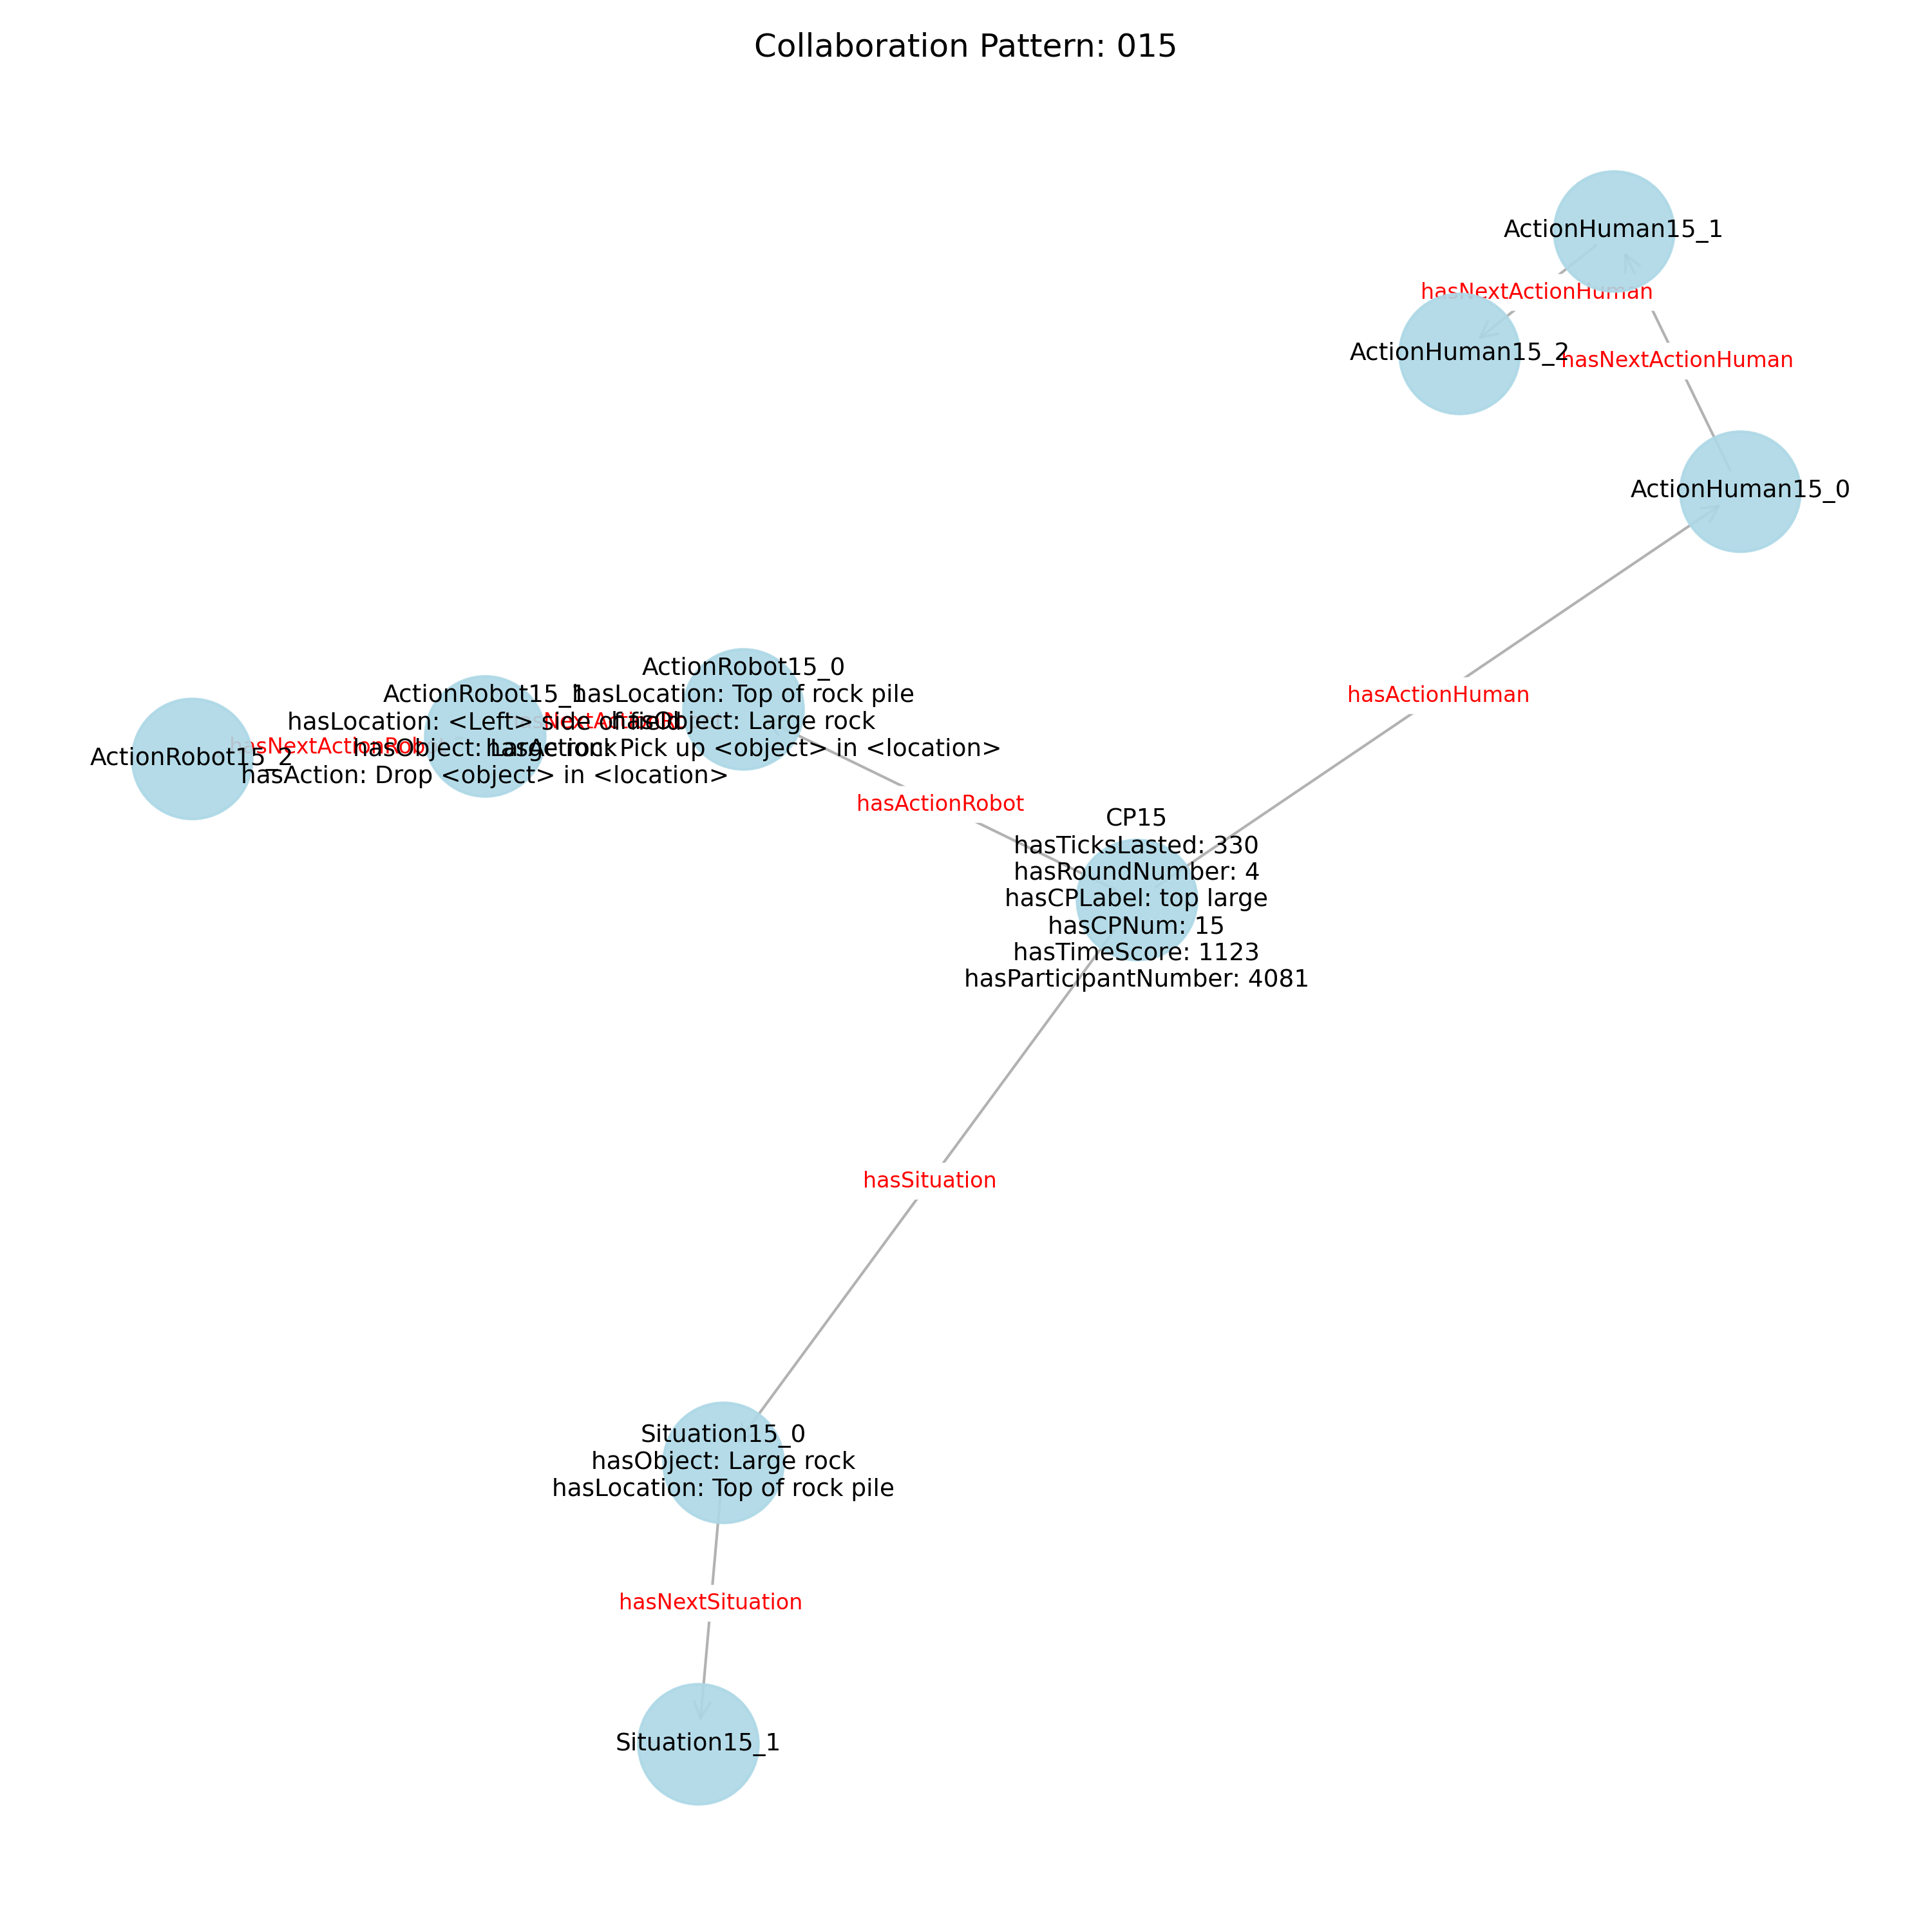 Collaboration Pattern: 015
ActionHuman15_1
hasNextActionHuman
ActionHuman15_2
hasNextActionHuman
ActionHuman15_0
hasActionHuman
ActionRobot15_0
hasLocation: Top of rock pile
hasObject: Large rock
hasAction: Pick up <object> in <location>
ActionRobot15_1
hasLocation: <Left> side of field
hasObject: Large rock
hasAction: Drop <object> in <location>
ActionRobot15_2
hasActionRobot
CP15
hasTicksLasted: 330
hasRoundNumber: 4
hasCPLabel: top large
hasCPNum: 15
hasTimeScore: 1123
hasParticipantNumber: 4081
hasSituation
Situation15_0
hasObject: Large rock
hasLocation: Top of rock pile
hasNextSituation
Situation15_1